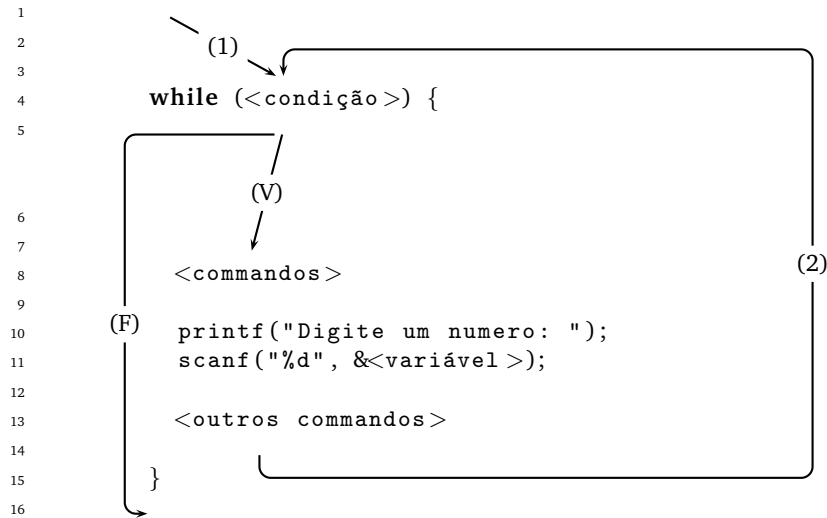 1
2 (1)
3
4 while (<condição>) {
5
(V)
6
7
8 <commandos> (2)
9
10 (F) printf("Digite um numero: ");
11 scanf("%d", &<variável>);
12
13 <outros commandos>
14
15 }
16